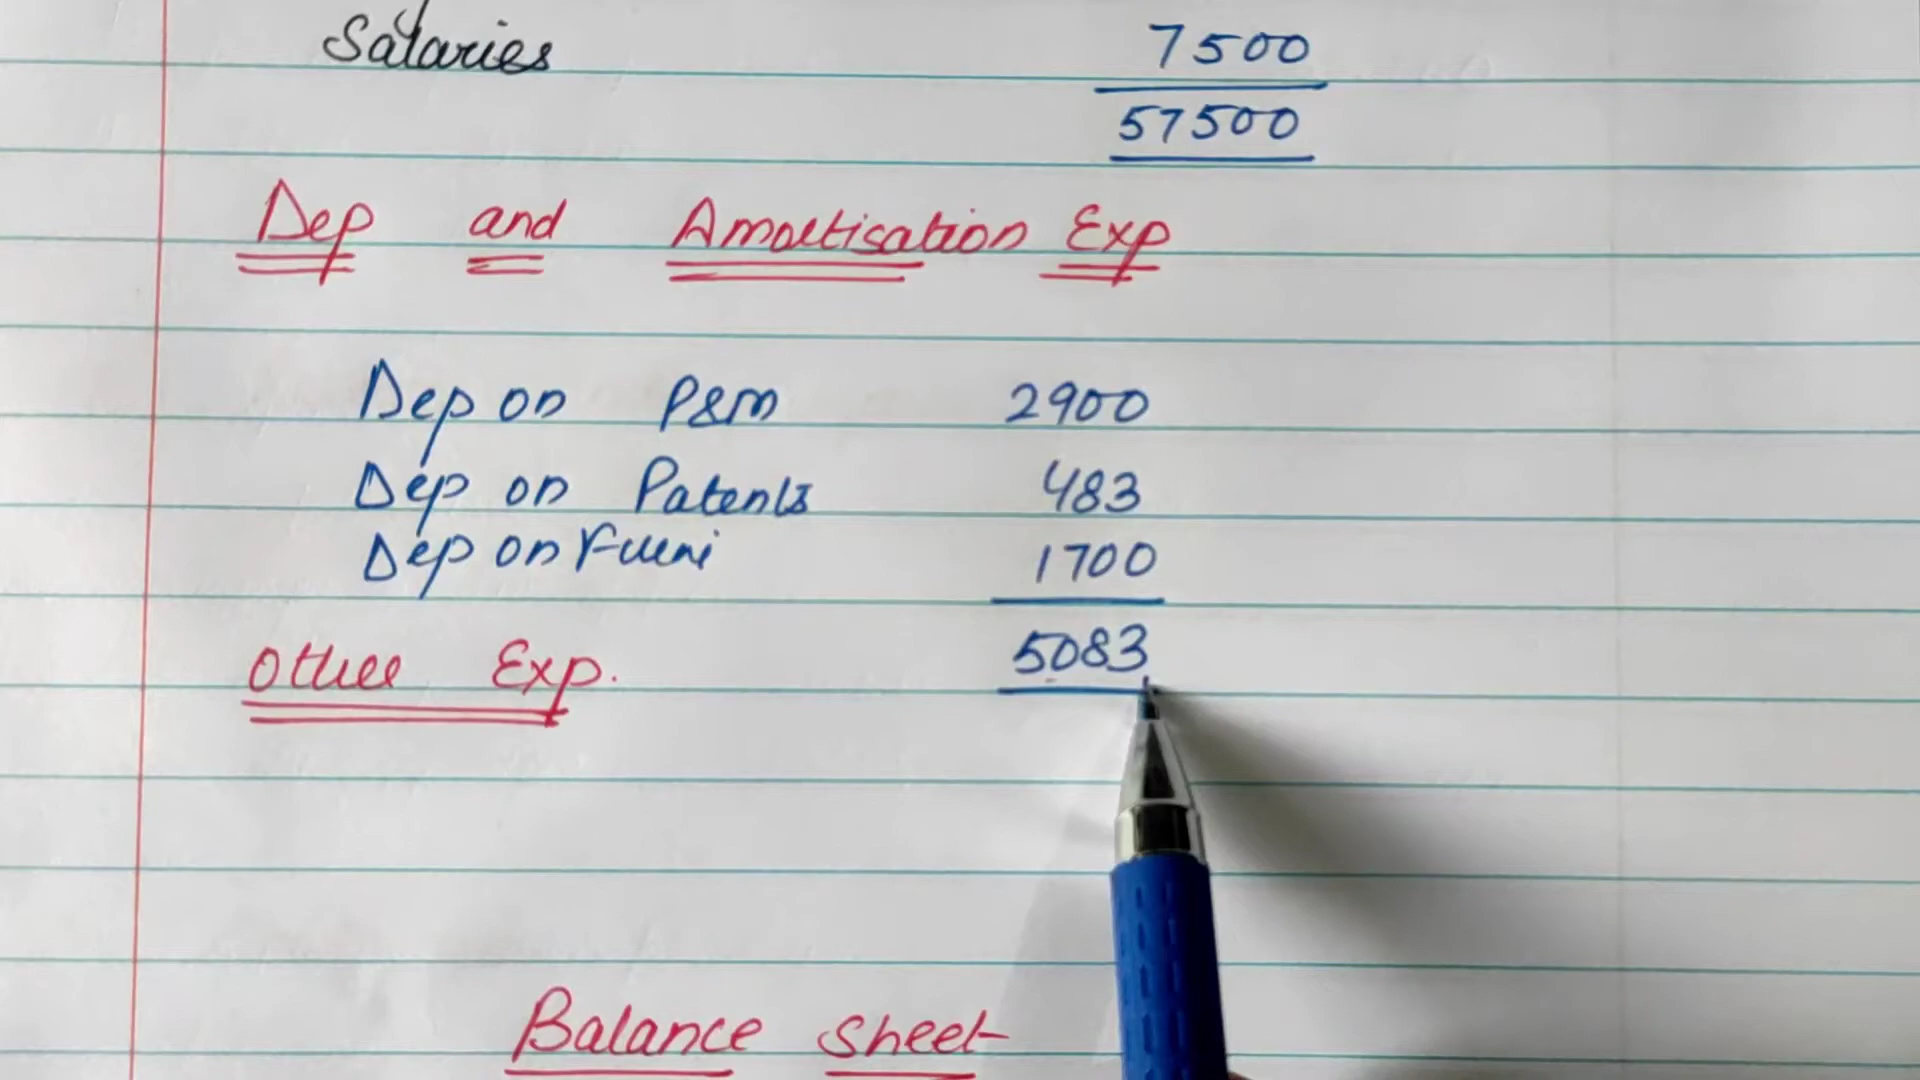 Salaries 7500
57500
Dep and Amortisation Exp
Dep on P&M 2900
Dep on Patents 483
Dep on Furni 1700
5083
Other Exp.
Balance Sheet